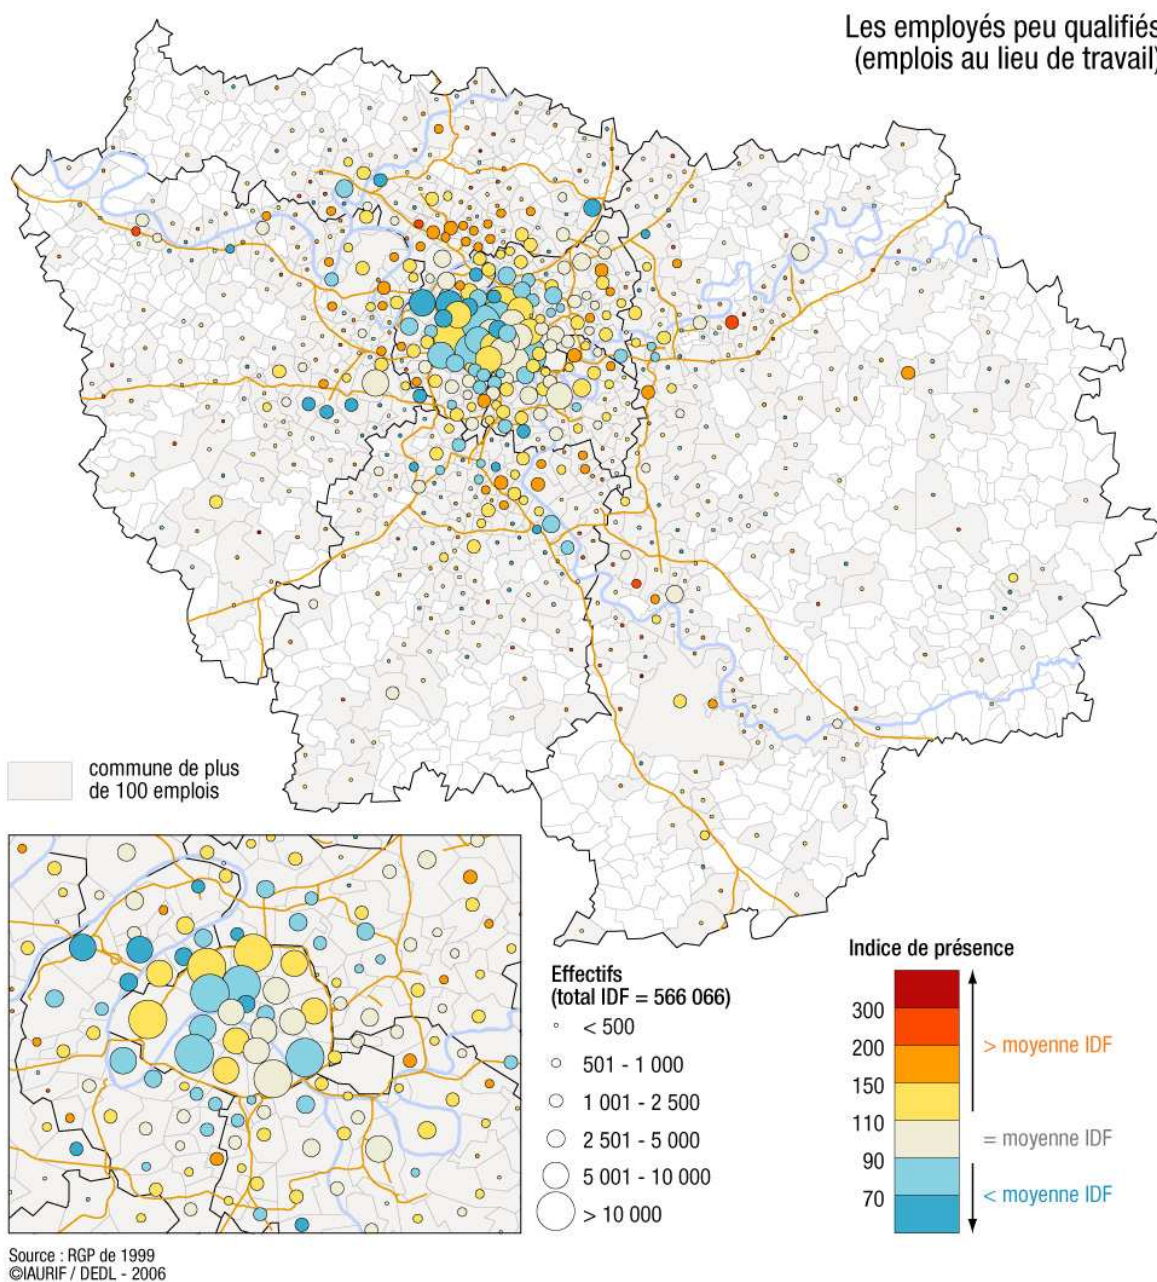 Les employés peu qualifiés
(emplois au lieu de travail)
commune de plus
de 100 emplois
Effectifs
(total IDF = 566 066)
< 500
501 - 1 000
1 001 - 2 500
2 501 - 5 000
5 001 - 10 000
> 10 000
Indice de présence
300
200
150
110
90
70
> moyenne IDF
= moyenne IDF
< moyenne IDF
Source : RGP de 1999
©IAURIF / DEDL - 2006